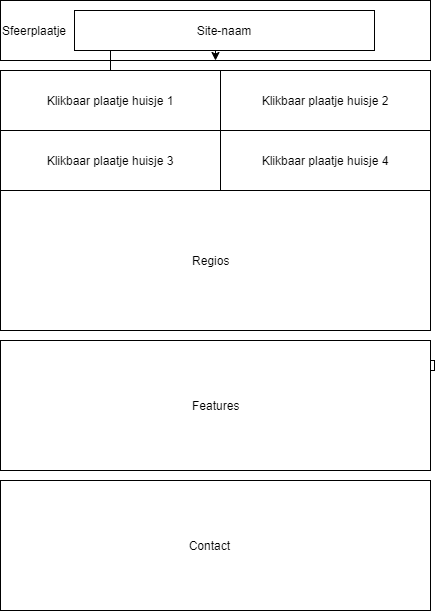 Sfeerplaatje
Site-naam
Klikbaar plaatje huisje 1
Klikbaar plaatje huisje 2
Klikbaar plaatje huisje 3
Klikbaar plaatje huisje 4
Regios
Features
Contact